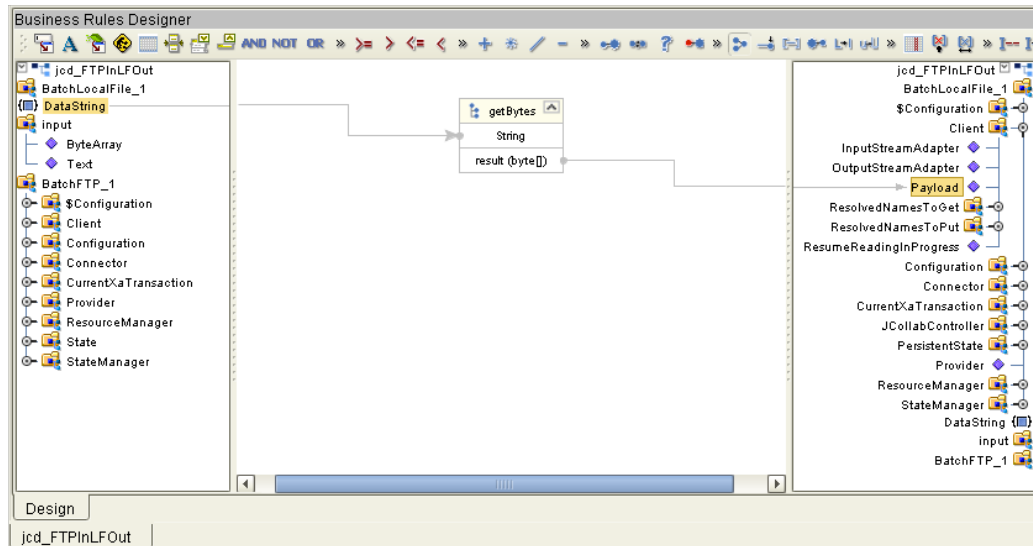 Business Rules Designer
A AND NOT OR » >= > <= < » + * / - » ? » »
jcd_FTPInLFOut
BatchLocalFile_1
DataString
input
ByteArray
Text
BatchFTP_1
$Configuration
Client
Configuration
Connector
CurrentXaTransaction
Provider
ResourceManager
State
StateManager
getBytes
String
result (byte[])
jcd_FTPInLFOut
BatchLocalFile_1
$Configuration
Client
InputStreamAdapter
OutputStreamAdapter
Payload
ResolvedNamesToGet
ResolvedNamesToPut
ResumeReadingInProgress
Configuration
Connector
CurrentXaTransaction
JCollabController
PersistentState
Provider
ResourceManager
StateManager
DataString
input
BatchFTP_1
Design
jcd_FTPInLFOut